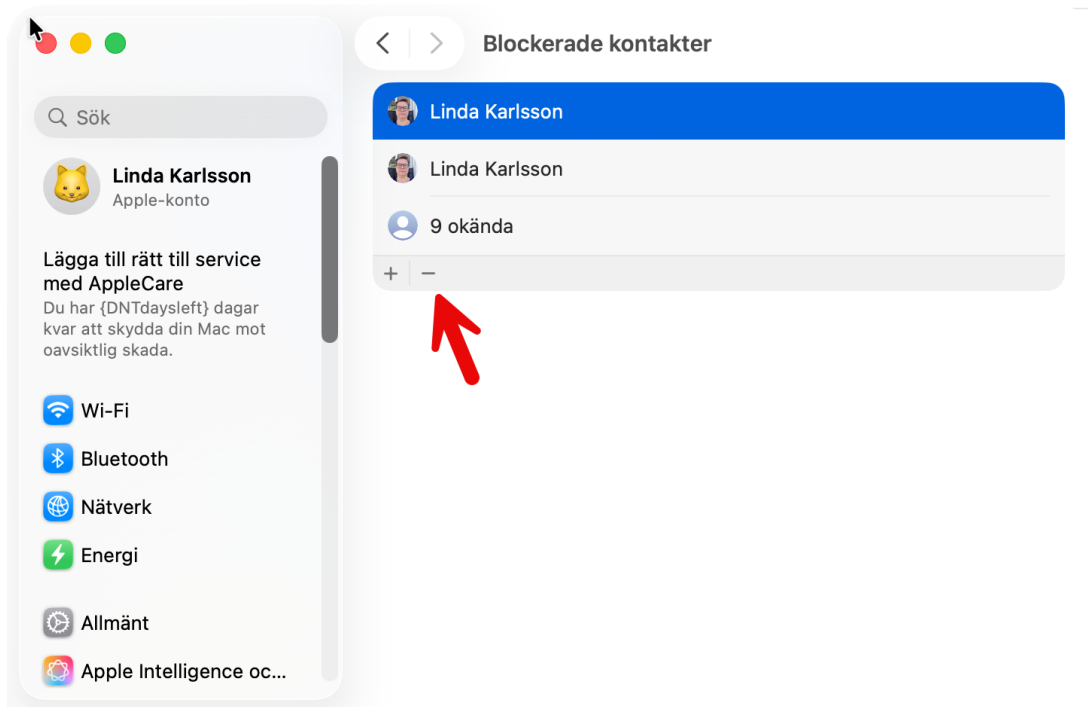 Blockerade kontakter
Sök
Linda Karlsson
Apple-konto
Lägga till rätt till service
med AppleCare
Du har {DNTdaysleft} dagar
kvar att skydda din Mac mot
oavsiktlig skada.
Wi-Fi
Bluetooth
Nätverk
Energi
Allmänt
Apple Intelligence oc...
Linda Karlsson
Linda Karlsson
9 okända